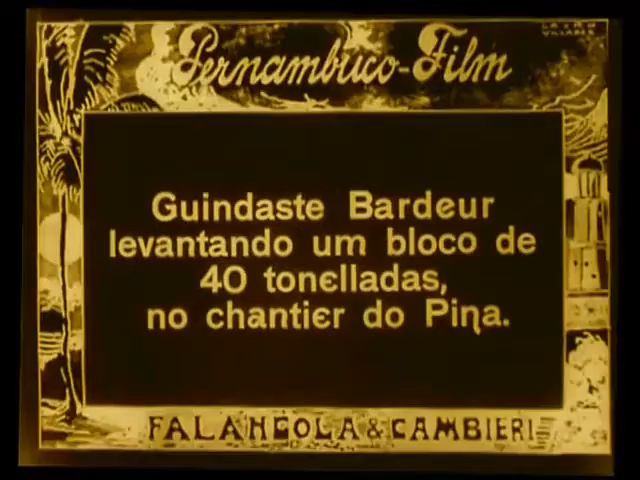 Pernambuco-Film
Guindaste Bardeur
levantando um bloco de
40 tonelladas,
no chantier do Pina.
FALANGOLA & CAMBIERI